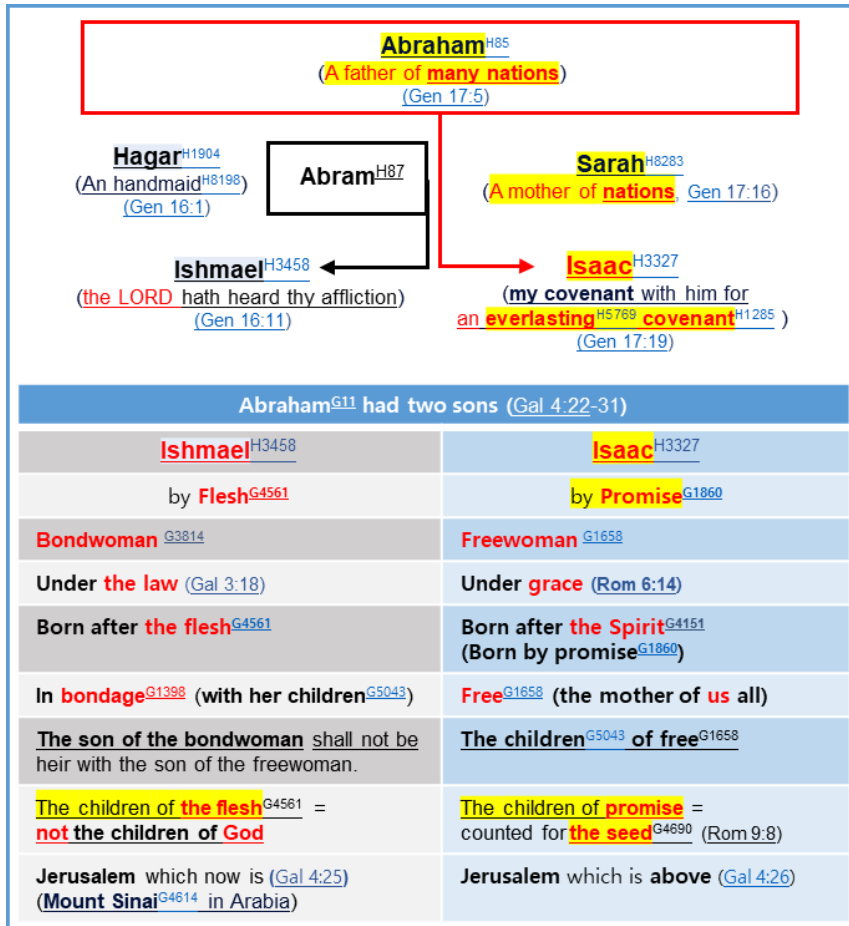 AbrahamH85
(A father of many nations)
(Gen 17:5)
HagarH1904
(An handmaidH8198)
(Gen 16:1)
AbramH87
SarahH8283
(A mother of nations, Gen 17:16)
IshmaelH3458
(the LORD hath heard thy affliction)
(Gen 16:11)
IsaacH3327
(my covenant with him for
an everlastingH5769 covenantH1285 )
(Gen 17:19)
AbrahamG11 had two sons (Gal 4:22-31)
IshmaelH3458
IsaacH3327
by FleshG4561
by PromiseG1860
Bondwoman G3814
Freewoman G1658
Under the law (Gal 3:18)
Under grace (Rom 6:14)
Born after the fleshG4561
Born after the SpiritG4151
(Born by promiseG1860)
In bondageG1398 (with her childrenG5043)
FreeG1658 (the mother of us all)
The son of the bondwoman shall not be
heir with the son of the freewoman.
The childrenG5043 of freeG1658
The children of the fleshG4561 =
not the children of God
The children of promise =
counted for the seedG4690 (Rom 9:8)
Jerusalem which now is (Gal 4:25)
(Mount SinaiG4614 in Arabia)
Jerusalem which is above (Gal 4:26)